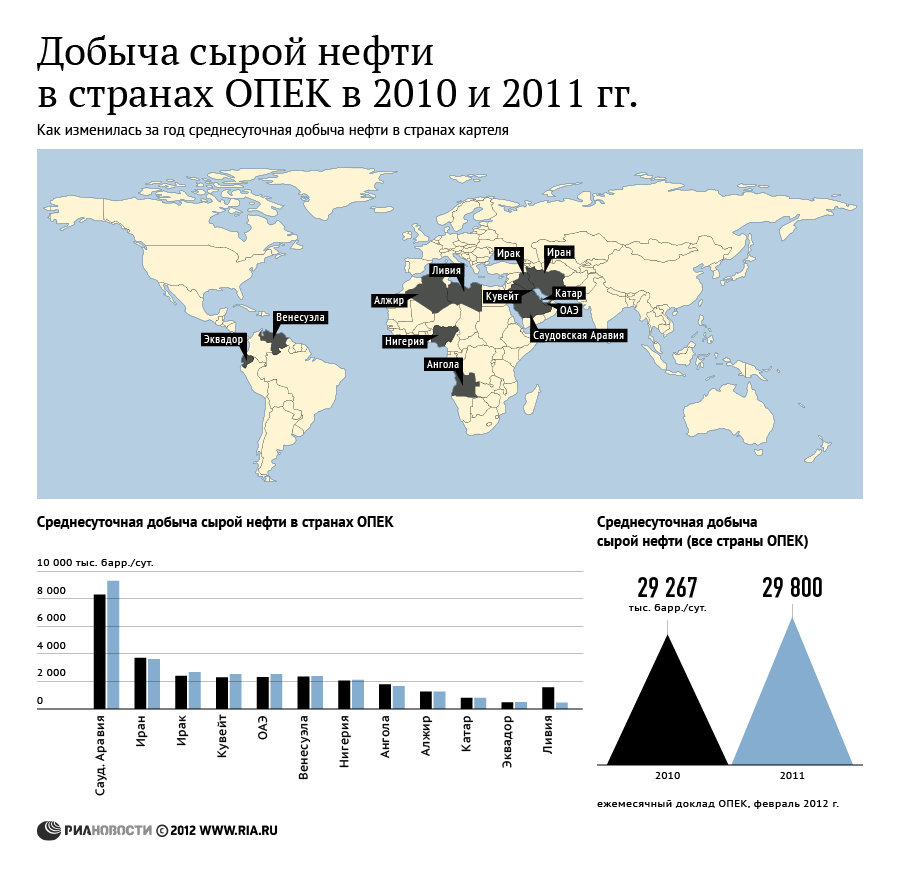 Добыча сырой нефти
в странах ОПЕК в 2010 и 2011 гг.
Как изменилась за год среднесуточная добыча нефти в странах картеля
Ирак
Иран
Ливия
Алжир
Кувейт
Катар
ОАЭ
Венесуэла
Эквадор
Нигерия
Саудовская Аравия
Ангола
Среднесуточная добыча сырой нефти в странах ОПЕК
10 000 тыс. барр./сут.
8 000
6 000
4 000
2 000
0
Сауд. Аравия
Иран
Ирак
Кувейт
ОАЭ
Венесуэла
Нигерия
Ангола
Алжир
Катар
Эквадор
Ливия
Среднесуточная добыча
сырой нефти (все страны ОПЕК)
29 267
тыс. барр./сут.
29 800
2010
2011
ежемесячный доклад ОПЕК, февраль 2012 г.
РИАНОВОСТИ © 2012 WWW.RIA.RU